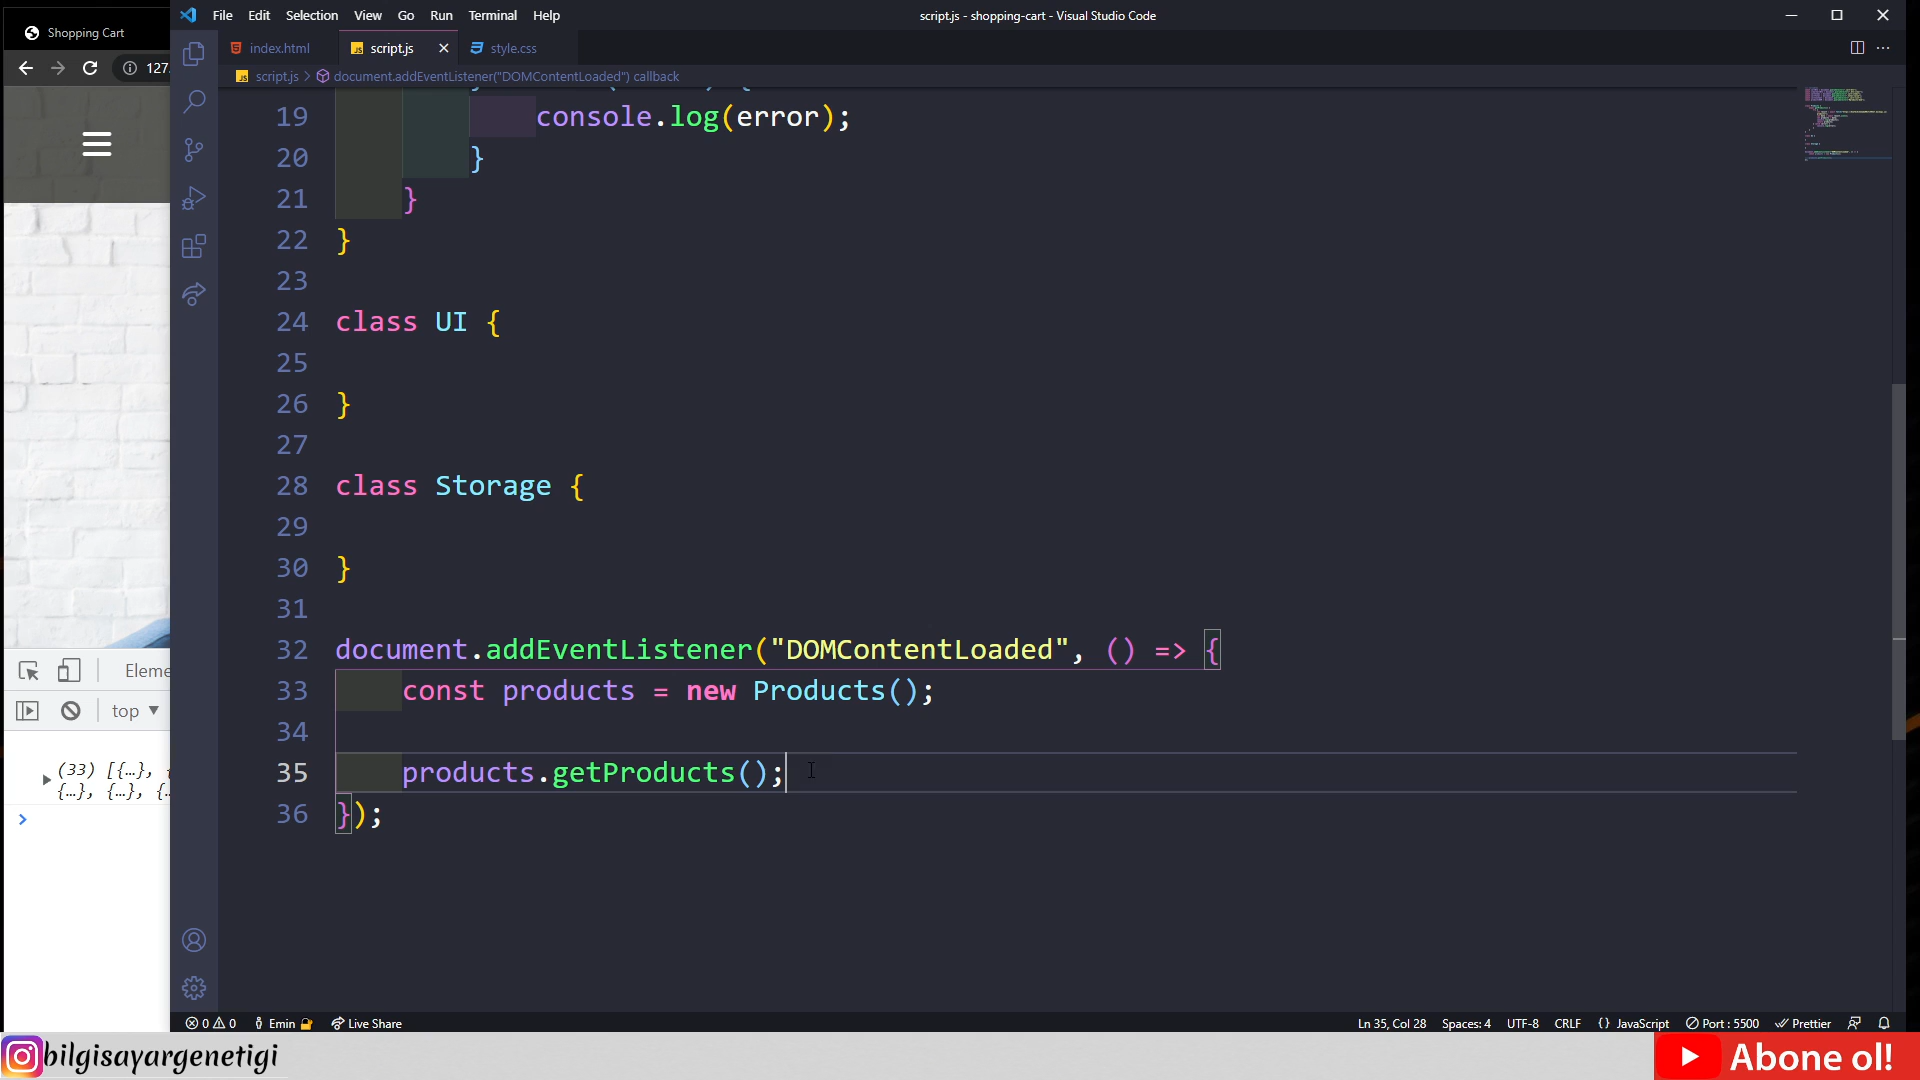 Shopping Cart
File Edit Selection View Go Run Terminal Help
script.js - shopping-cart - Visual Studio Code
index.html script.js style.css
127.
script.js > document.addEventListener("DOMContentLoaded") callback
19 console.log(error);
20 }
21 }
22 }
23
24 class UI {
25
26 }
27
28 class Storage {
29
30 }
31
32 document.addEventListener("DOMContentLoaded", () => {
33 const products = new Products();
34
35 products.getProducts();
36 });
Eleme
top
(33) [{…},
{…}, {…},
0 0 Emin Live Share
Ln 35, Col 28 Spaces: 4 UTF-8 CRLF {} JavaScript Port : 5500 Prettier
bilgisayargenetigi
Abone ol!